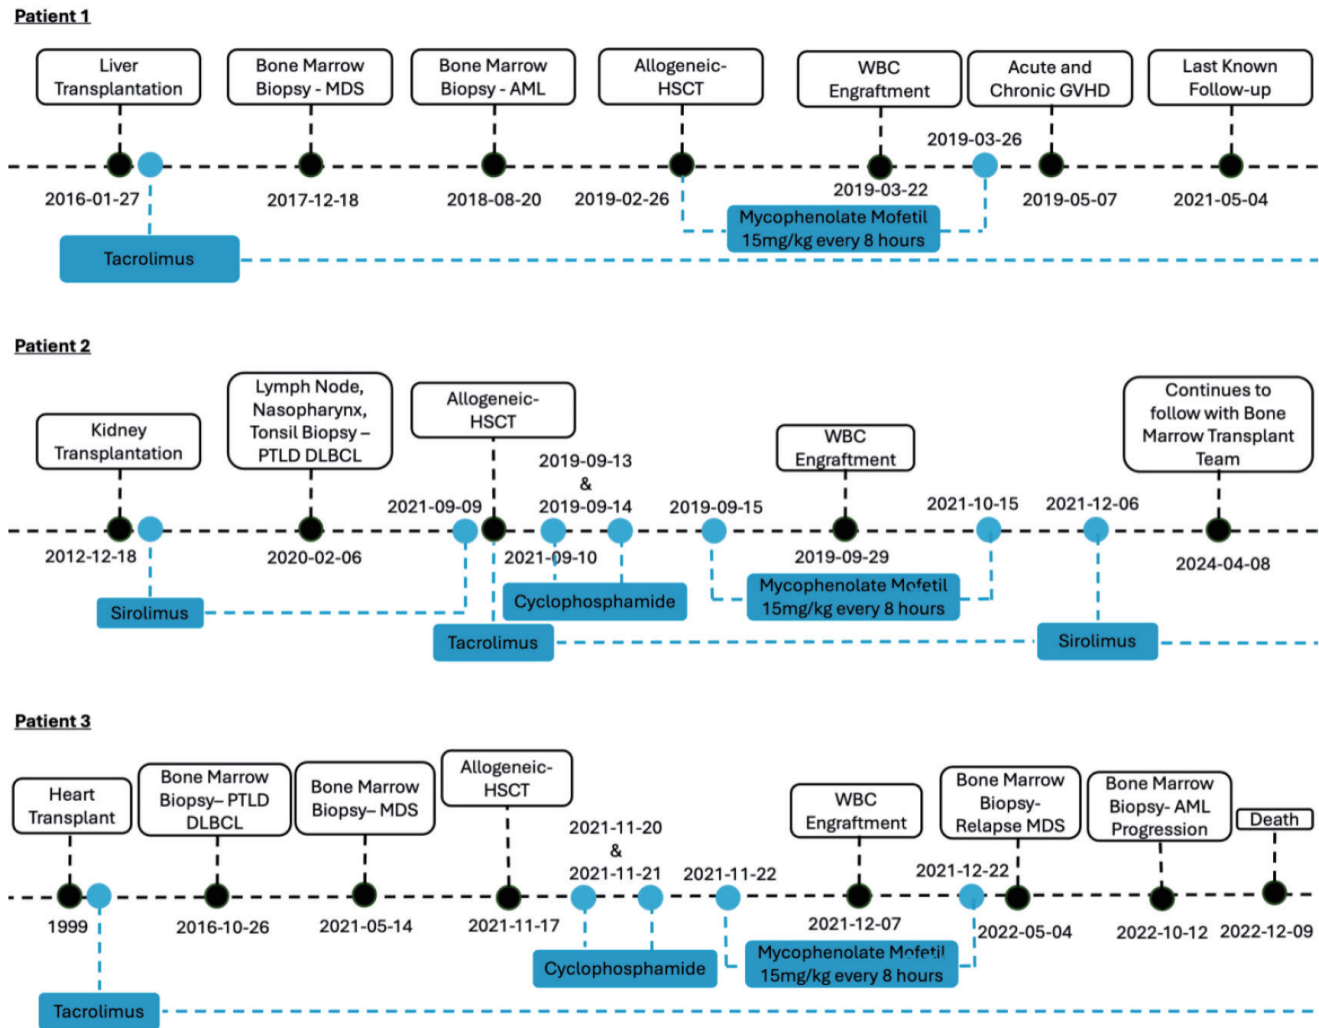 Patient 1
Liver
Transplantation
Bone Marrow
Biopsy - MDS
Bone Marrow
Biopsy - AML
Allogeneic-
HSCT
WBC
Engraftment
Acute and
Chronic GVHD
Last Known
Follow-up
2019-03-26
2016-01-27
2017-12-18
2018-08-20
2019-02-26
2019-03-22
2019-05-07
2021-05-04
Mycophenolate Mofetil
15mg/kg every 8 hours
Tacrolimus
Patient 2
Kidney
Transplantation
Lymph Node,
Nasopharynx,
Tonsil Biopsy –
PTLD DLBCL
Allogeneic-
HSCT
WBC
Engraftment
Continues to
follow with Bone
Marrow Transplant
Team
2021-09-09
2019-09-13
&
2019-09-14
2019-09-15
2021-10-15
2021-12-06
2012-12-18
2020-02-06
2021-09-10
2019-09-29
2024-04-08
Sirolimus
Cyclophosphamide
Mycophenolate Mofetil
15mg/kg every 8 hours
Tacrolimus
Sirolimus
Patient 3
Heart
Transplant
Bone Marrow
Biopsy– PTLD
DLBCL
Bone Marrow
Biopsy– MDS
Allogeneic-
HSCT
WBC
Engraftment
Bone Marrow
Biopsy-
Relapse MDS
Bone Marrow
Biopsy- AML
Progression
Death
2021-11-20
&
2021-11-21
2021-11-22
2021-12-22
1999
2016-10-26
2021-05-14
2021-11-17
2021-12-07
2022-05-04
2022-10-12
2022-12-09
Cyclophosphamide
Mycophenolate Mofetil
15mg/kg every 8 hours
Tacrolimus